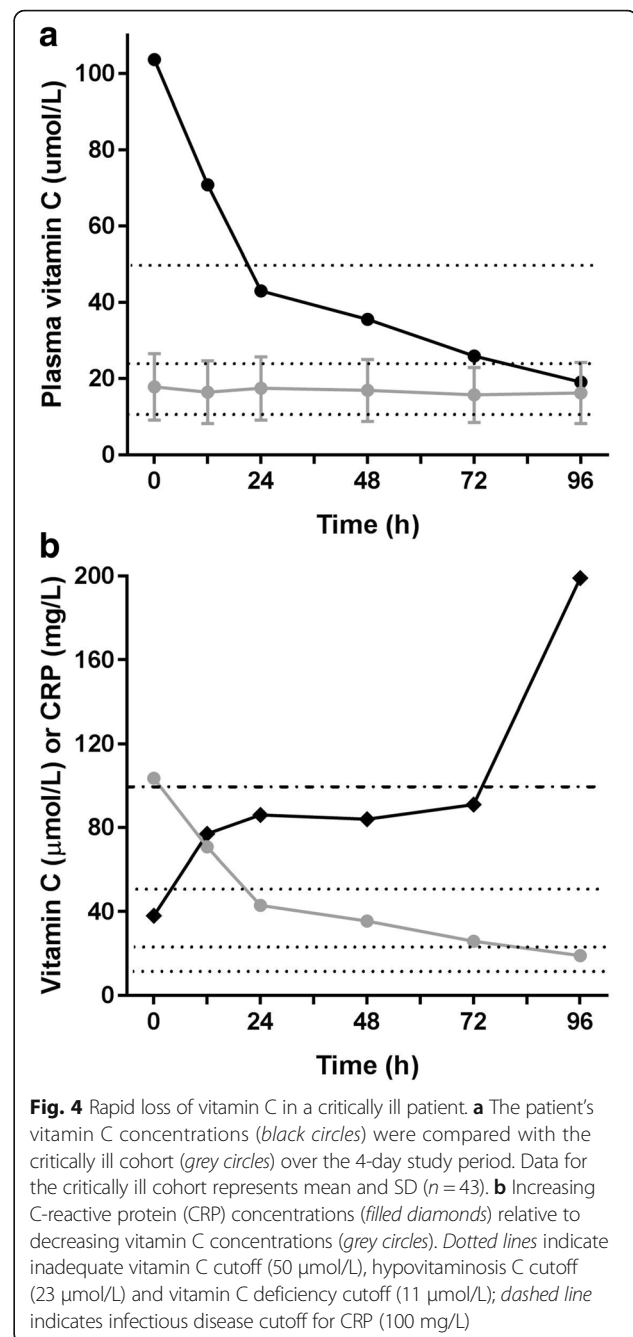 a
Plasma vitamin C (umol/L)
100
80
60
40
20
0
0 24 48 72 96
Time (h)
b
Vitamin C (µmol/L) or CRP (mg/L)
200
160
120
80
40
0
0 24 48 72 96
Time (h)
Fig. 4 Rapid loss of vitamin C in a critically ill patient. a The patient's
vitamin C concentrations (black circles) were compared with the
critically ill cohort (grey circles) over the 4-day study period. Data for
the critically ill cohort represents mean and SD (n = 43). b Increasing
C-reactive protein (CRP) concentrations (filled diamonds) relative to
decreasing vitamin C concentrations (grey circles). Dotted lines indicate
inadequate vitamin C cutoff (50 µmol/L), hypovitaminosis C cutoff
(23 µmol/L) and vitamin C deficiency cutoff (11 µmol/L); dashed line
indicates infectious disease cutoff for CRP (100 mg/L)